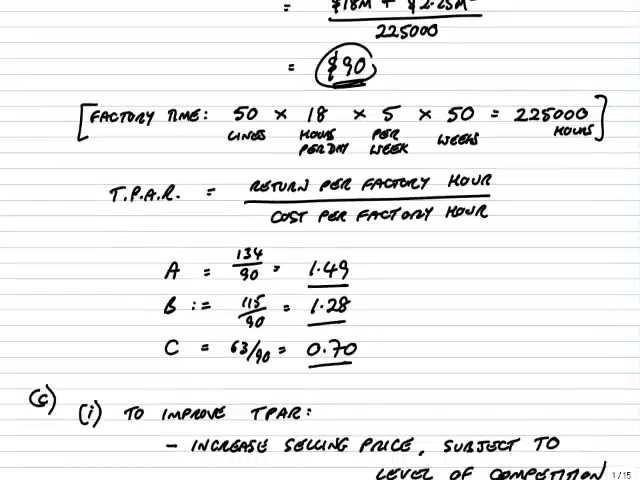 = $18M + $2.25M
225000
= $90
[FACTORY TIME: 50 × 18 × 5 × 50 = 225000]
LINES HOURS PER DAY PER WEEK WEEKS HOURS
T.P.A.R. = RETURN PER FACTORY HOUR
COST PER FACTORY HOUR
A = 134/90 = 1.49
B := 115/90 = 1.28
C = 63/90 = 0.70
(c) (i) TO IMPROVE TPAR:
- INCREASE SELLING PRICE, SUBJECT TO
LEVEL OF COMPETITION
1/15